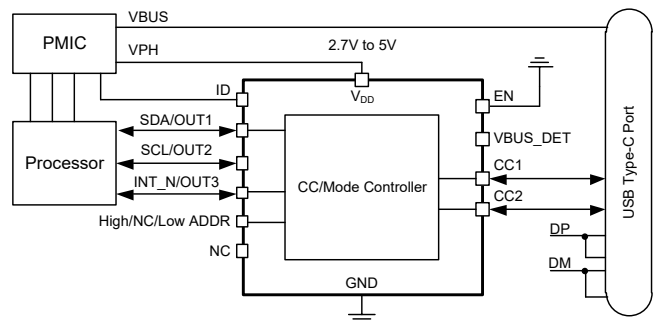 VBUS
PMIC
VPH
2.7V to 5V
ID
VDD
EN
SDA/OUT1
VBUS_DET
Processor
SCL/OUT2
CC1
CC/Mode Controller
INT_N/OUT3
CC2
USB Type-C Port
High/NC/Low ADDR
DP
NC
DM
GND